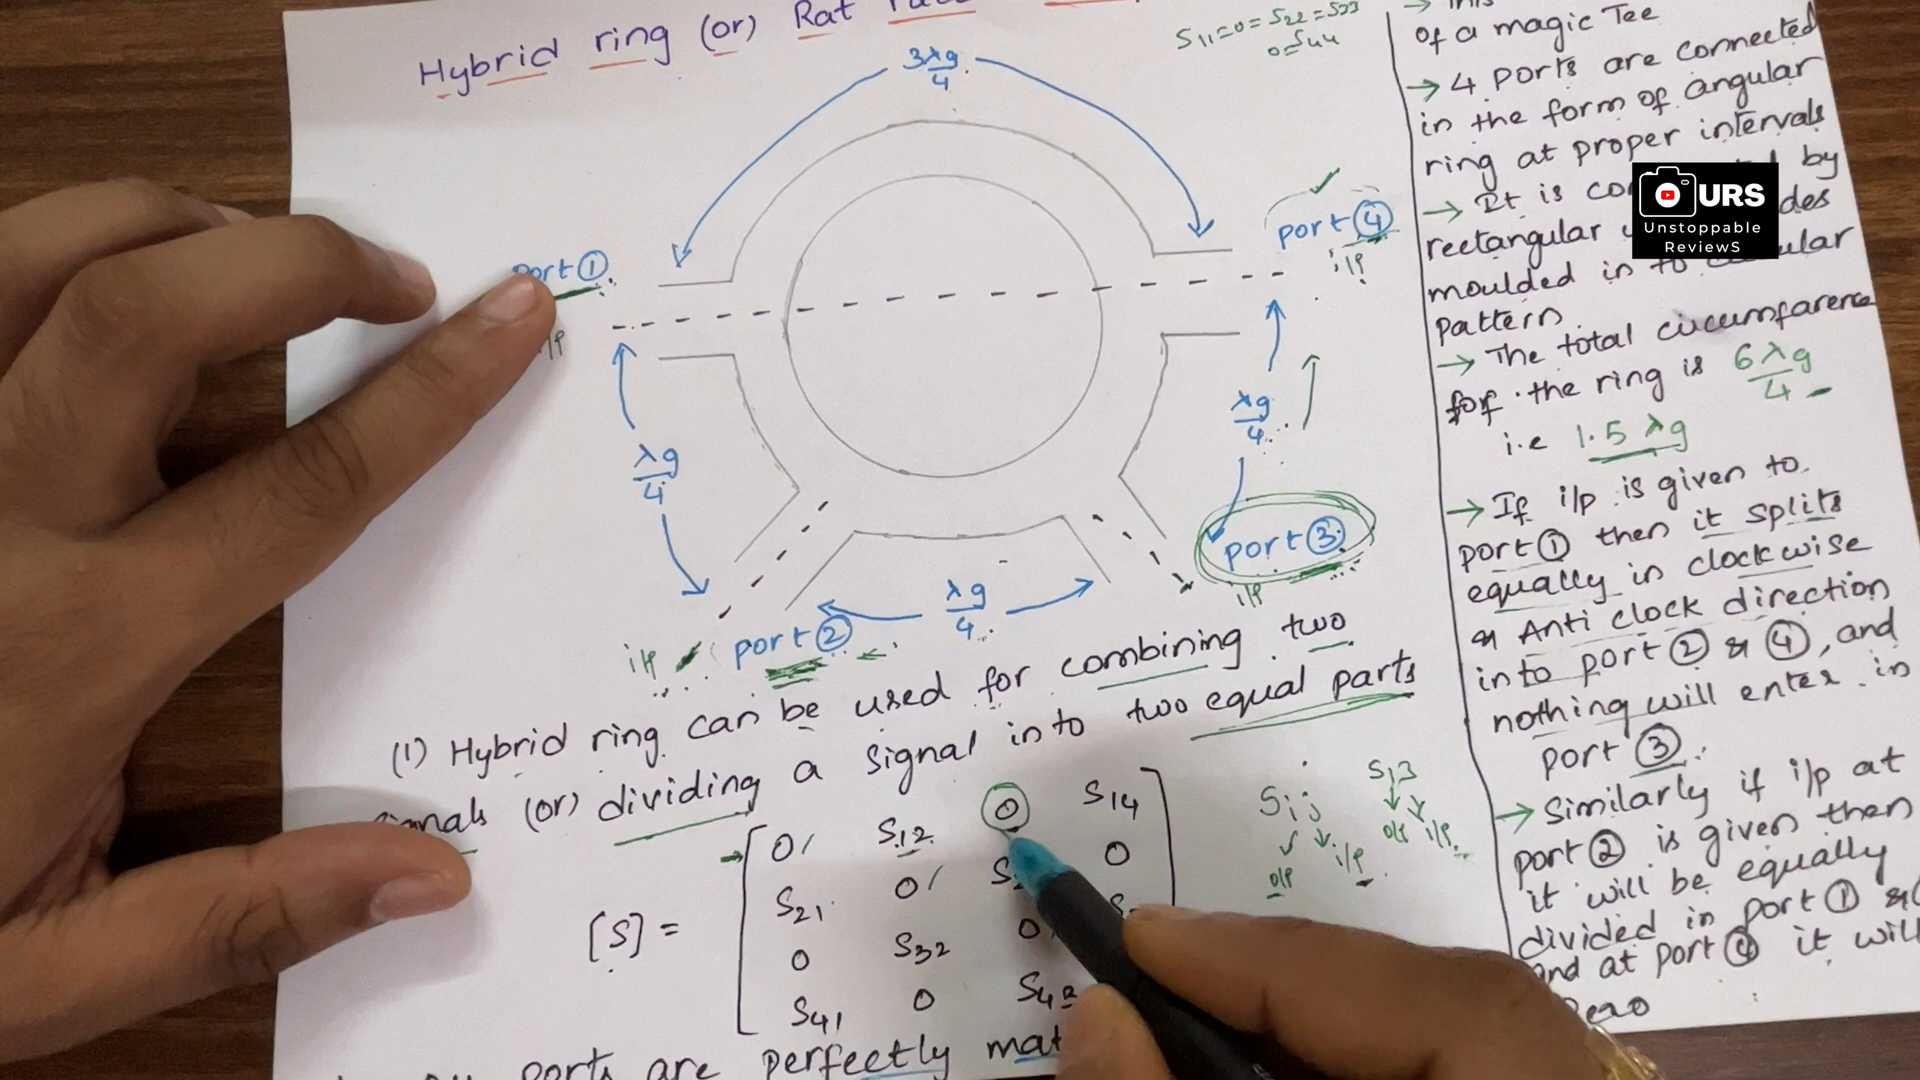 Hybrid ring (or) Rat
S11=0=S22=S33
0=S44
3λg/4
port ①
i/p
port ④
i/p
λg/4
λg/4
port ③
i/p
λg/4
i/p
port ②
(1) Hybrid ring can be used for combining two
signals (or) dividing a signal into two equal parts
[S] =
0 S12 0 S14
S21 0 0
0 S32 0
S41 0 S43
Sij
o/p i/p
S13
o/p i/p
ports are perfectly mat
of a magic Tee
→ 4 ports are connected
in the form of angular
ring at proper intervals
→ It is by
rectangular
moulded in to
pattern
→ The total circumfarence
for the ring is 6λg/4
i.e 1.5 λg
→ If i/p is given to
port ① then it splits
equally in clockwise
& Anti clock direction
into port ② & ④, and
nothing will enter in
port ③.
→ Similarly if i/p at
port ② is given then
it will be equally
divided in port ① &
and at port ④ it will
zero
OURS
Unstoppable
ReviewS